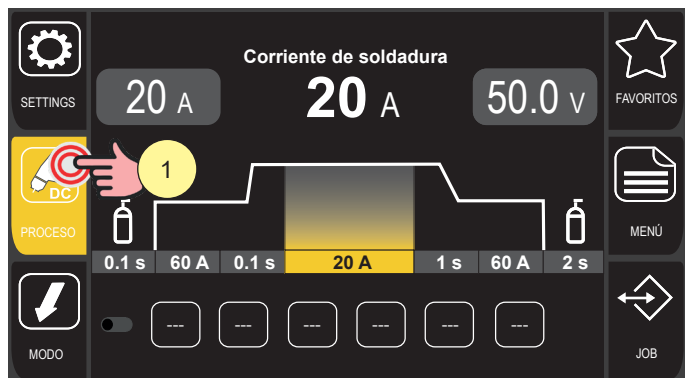 SETTINGS
PROCESO
DC
MODO
1
Corriente de soldadura
20 A
20 A
50.0 V
0.1 s
60 A
0.1 s
20 A
1 s
60 A
2 s
---
---
---
---
---
---
FAVORITOS
MENÚ
JOB